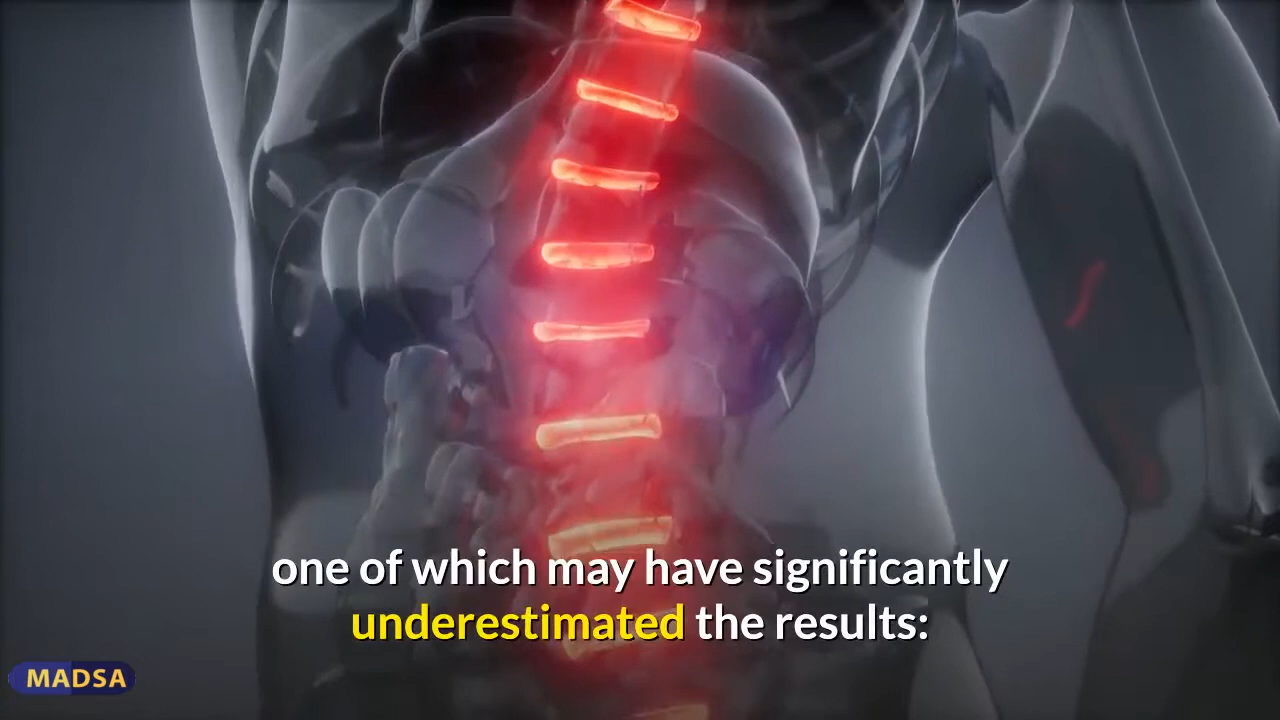 one of which may have significantly
underestimated the results:
MADSA